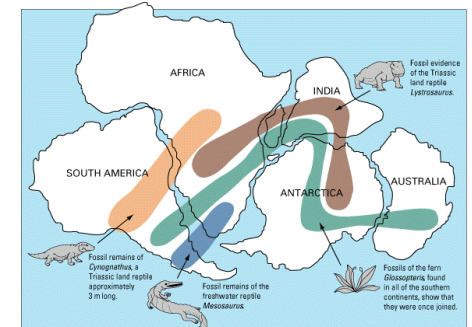 AFRICA
INDIA
SOUTH AMERICA
ANTARCTICA
AUSTRALIA
Fossil evidence
of the Triassic
land reptile
Lystrosaurus.
Fossil remains of
Cynognathus, a
Triassic land reptile
approximately
3 m long.
Fossil remains of the
freshwater reptile
Mesosaurus.
Fossils of the fern
Glossopteris, found
in all of the southern
continents, show that
they were once joined.